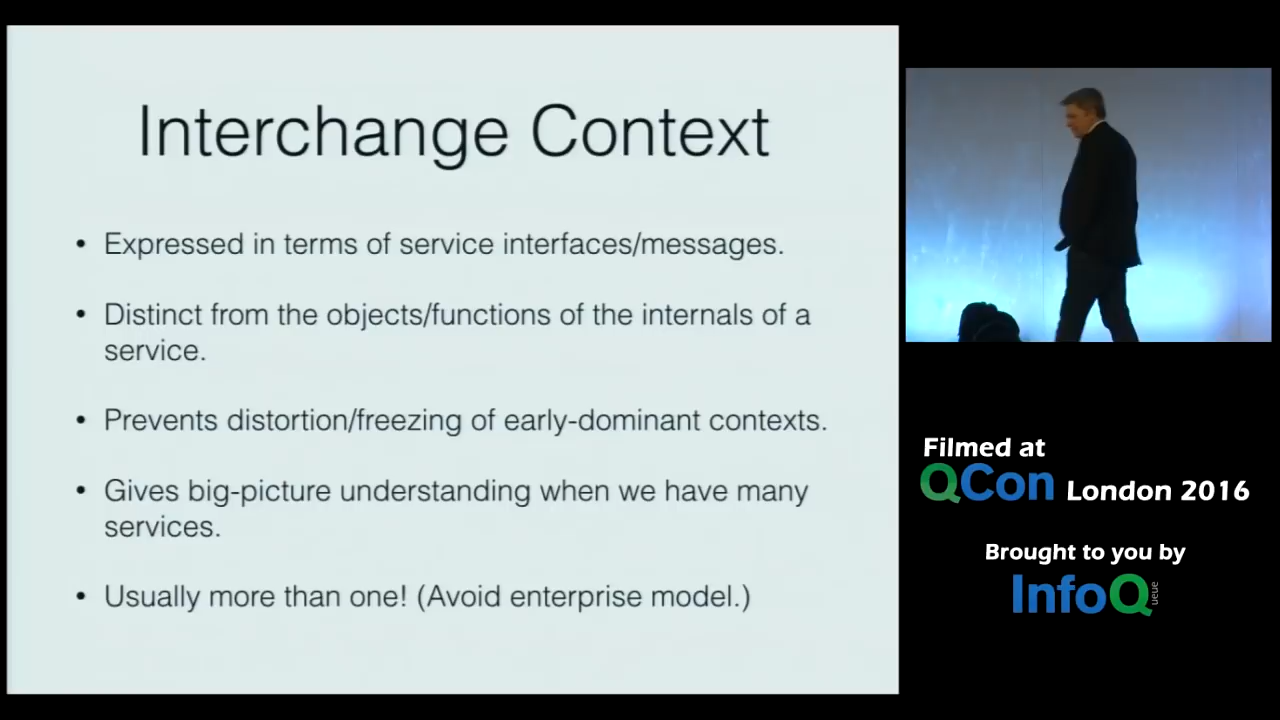 Interchange Context
• Expressed in terms of service interfaces/messages.
• Distinct from the objects/functions of the internals of a
service.
• Prevents distortion/freezing of early-dominant contexts.
• Gives big-picture understanding when we have many
services.
• Usually more than one! (Avoid enterprise model.)
Filmed at
QCon London 2016
Brought to you by
InfoQueue